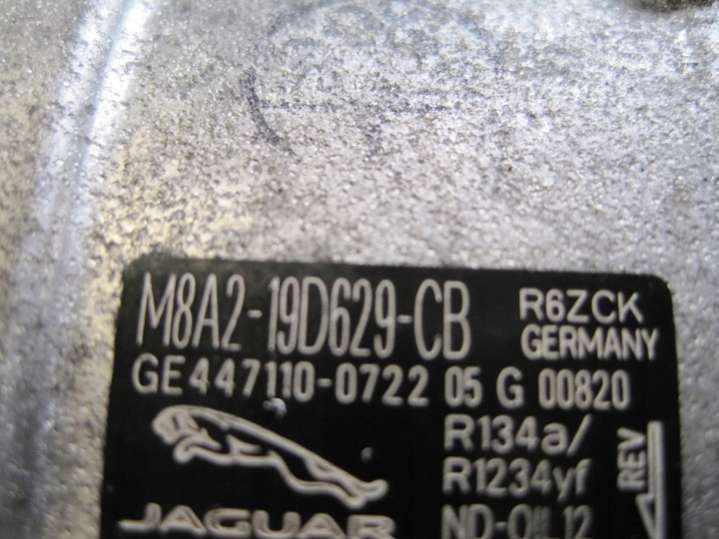 M8A2-19D629-CB
R6ZCK
GERMANY
GE447110-0722 05 G 00820
R134a/
R1234yf
ND-OIL12
REV
JAGUAR